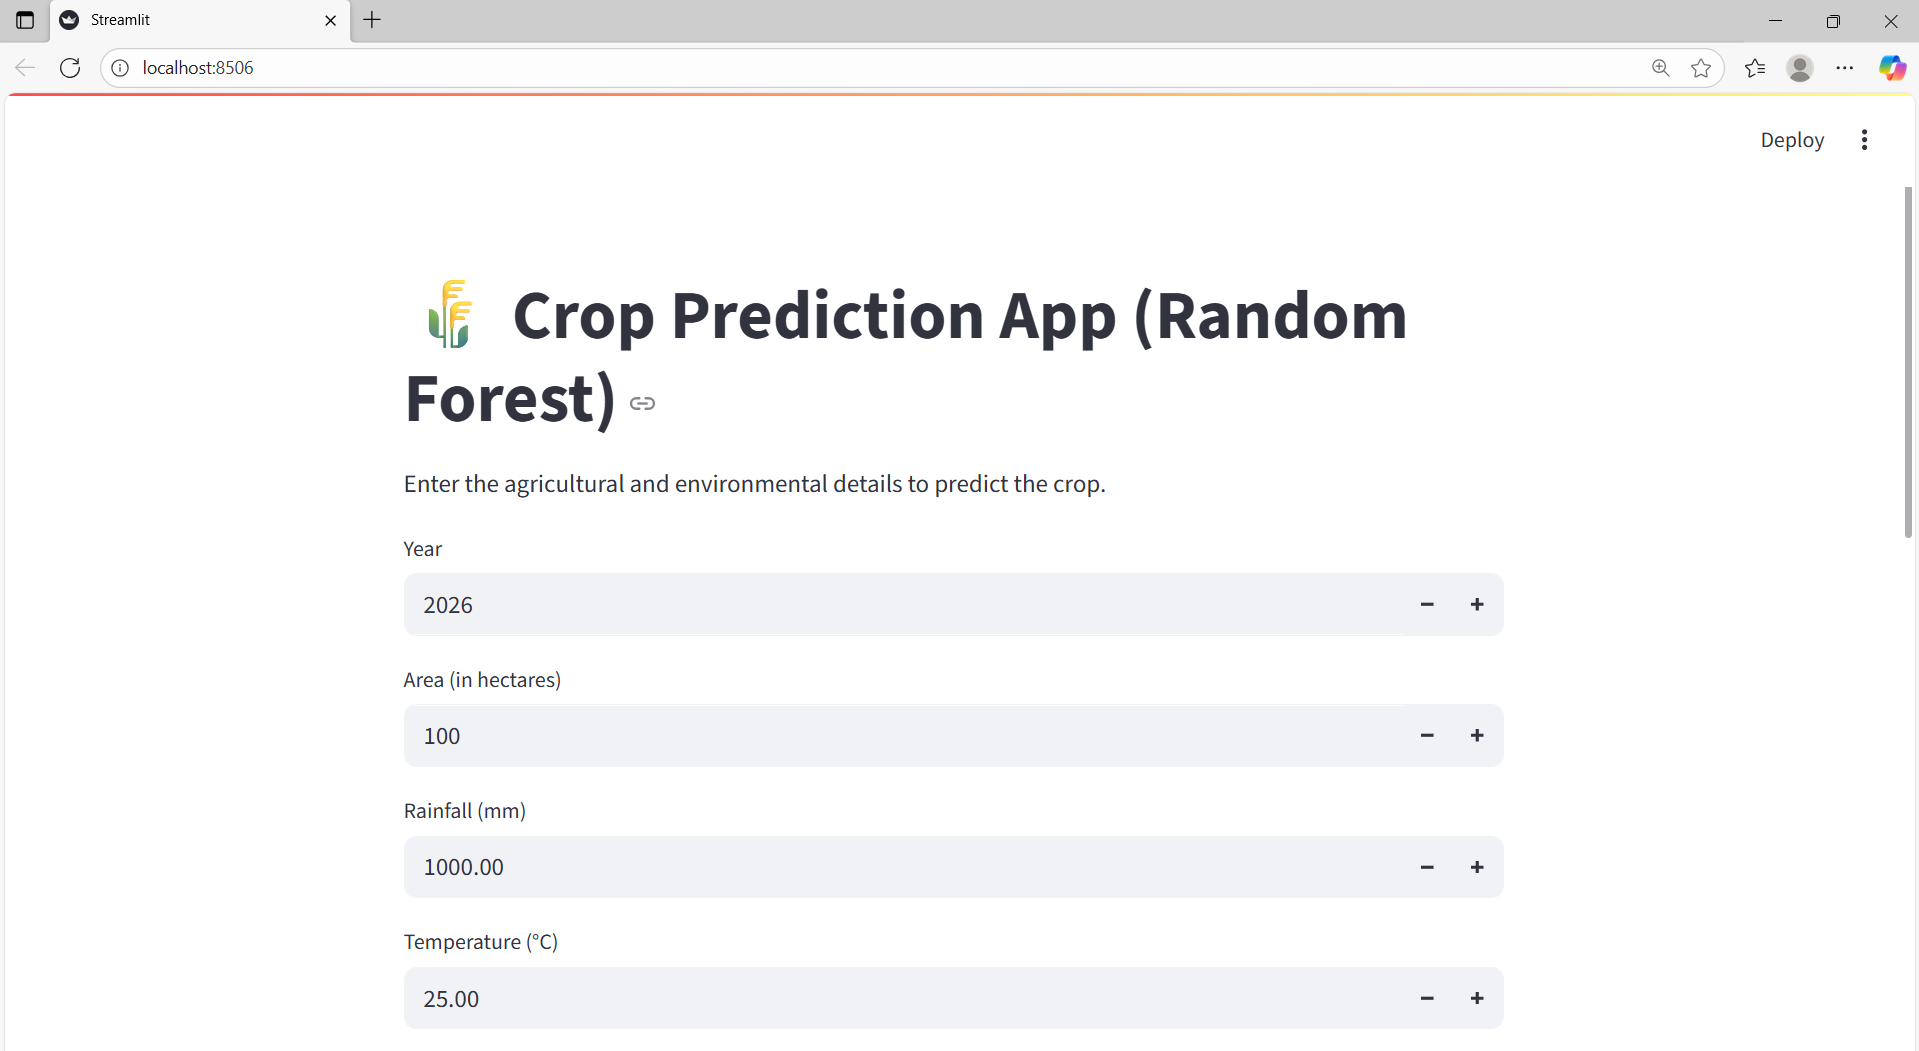 Streamlit
localhost:8506
Deploy
Crop Prediction App (Random
Forest)
Enter the agricultural and environmental details to predict the crop.
Year
2026
Area (in hectares)
100
Rainfall (mm)
1000.00
Temperature (°C)
25.00